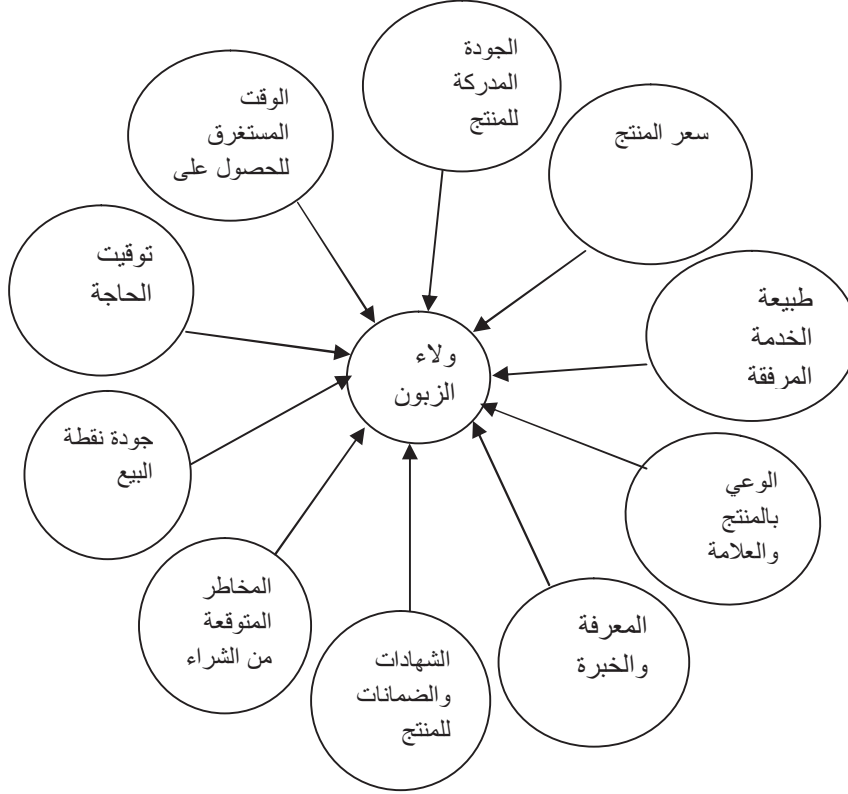 الجودة
المدركة
للمنتج
سعر المنتج
طبيعة
الخدمة
المرفقة
الوعي
بالمنتج
والعلامة
المعرفة
والخبرة
الشهادات
والضمانات
للمنتج
المخاطر
المتوقعة
من الشراء
جودة نقطة
البيع
توقيت
الحاجة
الوقت
المستغرق
للحصول على
ولاء
الزبون